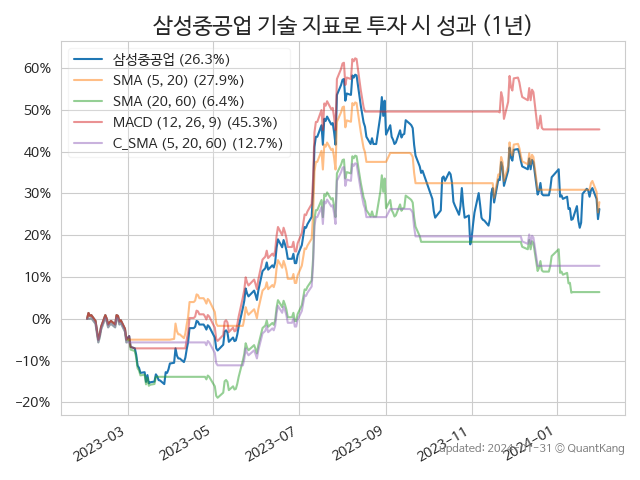 삼성중공업 기술 지표로 투자 시 성과 (1년)
삼성중공업 (26.3%)
SMA (5, 20) (27.9%)
SMA (20, 60) (6.4%)
MACD (12, 26, 9) (45.3%)
C_SMA (5, 20, 60) (12.7%)
60%
50%
40%
30%
20%
10%
0%
−10%
−20%
2023-03
2023-05
2023-07
2023-09
2023-11
2024-01
updated: 2024-01-31 © QuantKang